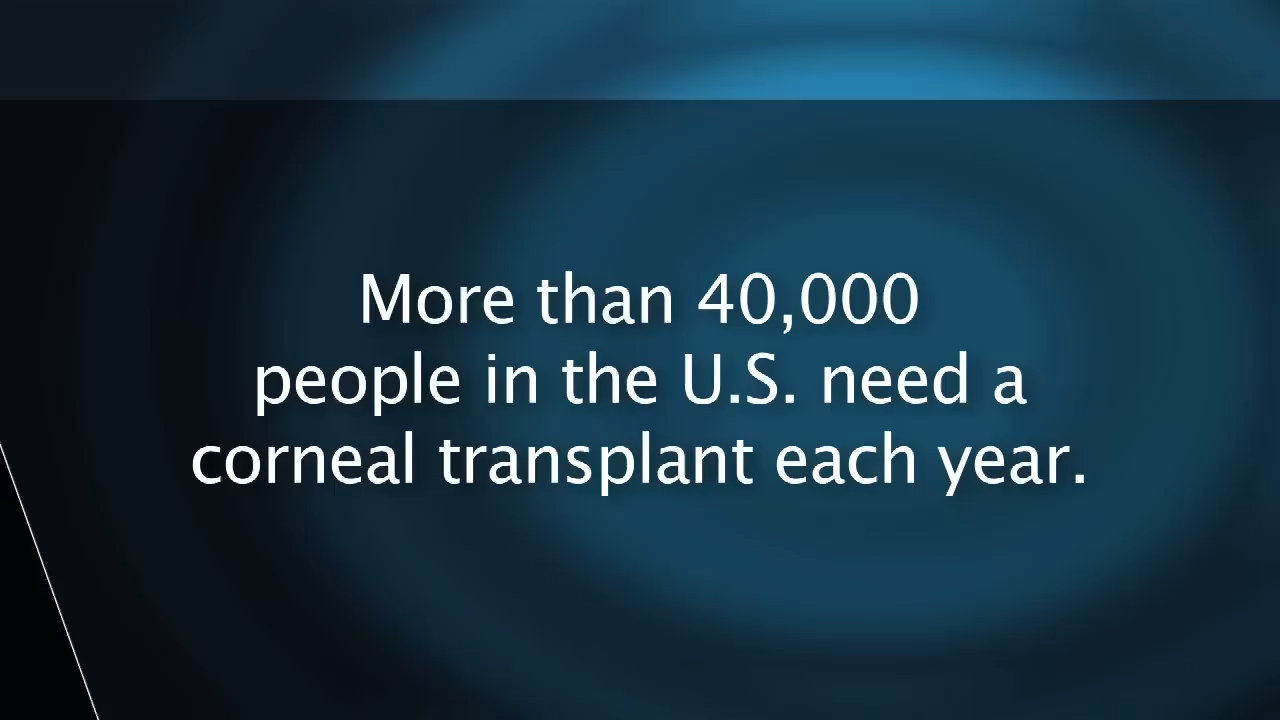 More than 40,000
people in the U.S. need a
corneal transplant each year.